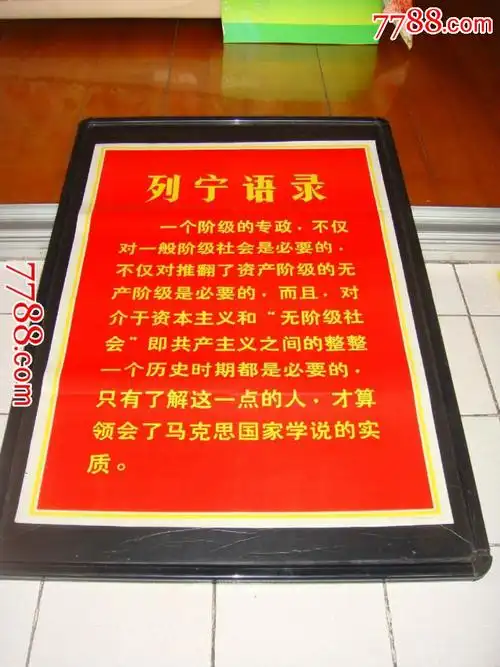 7788.com
列宁语录
一个阶级的专政，不仅
对一般阶级社会是必要的，
不仅对推翻了资产阶级的无
产阶级是必要的，而且，对
介于资本主义和“无阶级社
会”即共产主义之间的整整
一个历史时期都是必要的，
只有了解这一点的人，才算
领会了马克思国家学说的实
质。
7788.com